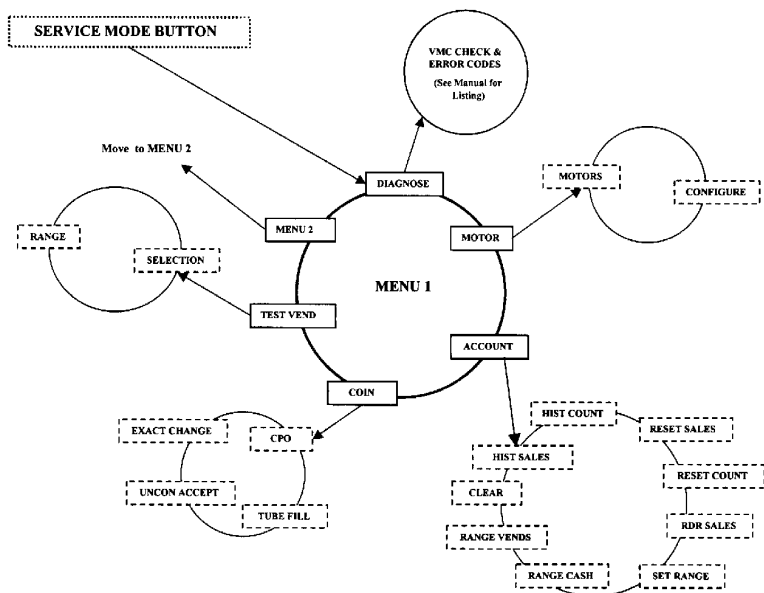 SERVICE MODE BUTTON
VMC CHECK &
ERROR CODES
(See Manual for
Listing)
Move to MENU 2
DIAGNOSE
MOTORS
CONFIGURE
MENU 2
MOTOR
RANGE
SELECTION
MENU 1
TEST VEND
ACCOUNT
COIN
HIST COUNT
EXACT CHANGE
CPO
RESET SALES
HIST SALES
RESET COUNT
UNCON ACCEPT
CLEAR
TUBE FILL
RDR SALES
RANGE VENDS
RANGE CASH
SET RANGE